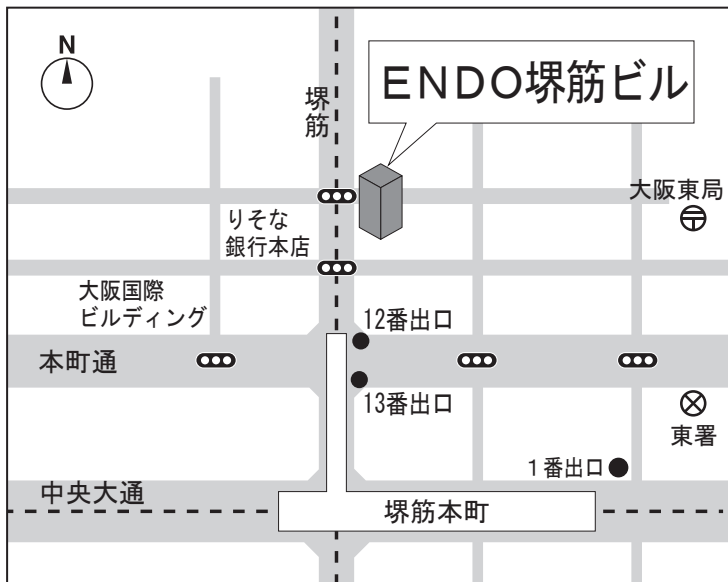 N
ENDO堺筋ビル
堺筋
大阪東局
りそな
銀行本店
大阪国際
ビルディング
12番出口
本町通
13番出口
東署
1番出口
中央大通
堺筋本町